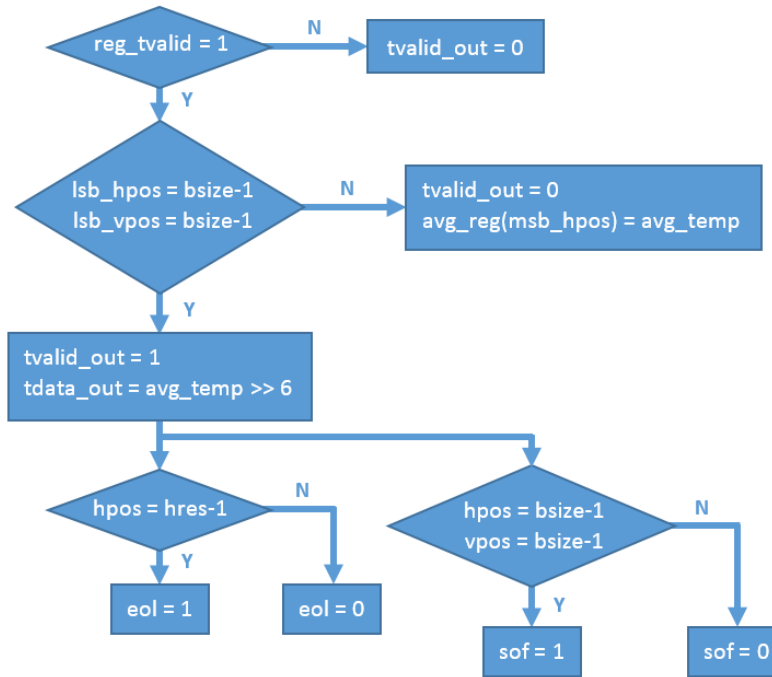 reg_tvalid = 1
N
tvalid_out = 0
Y
lsb_hpos = bsize-1
lsb_vpos = bsize-1
N
tvalid_out = 0
avg_reg(msb_hpos) = avg_temp
Y
tvalid_out = 1
tdata_out = avg_temp >> 6
hpos = hres-1
N
hpos = bsize-1
vpos = bsize-1
N
Y
eol = 1
eol = 0
Y
sof = 1
sof = 0